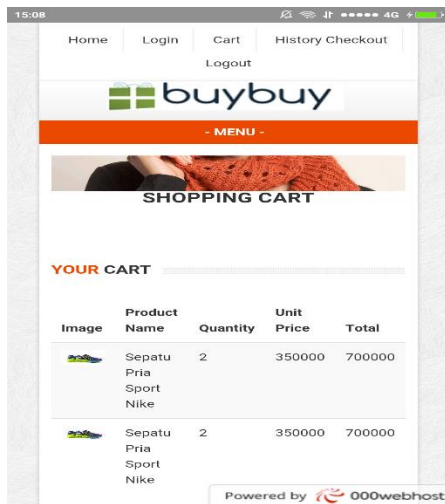 15:08 4G
Home Login Cart History Checkout
Logout
buybuy
- MENU -
SHOPPING CART
YOUR CART
Image Product Name Quantity Unit Price Total
Sepatu Pria Sport Nike 2 350000 700000
Sepatu Pria Sport Nike 2 350000 700000
Powered by 000webhost